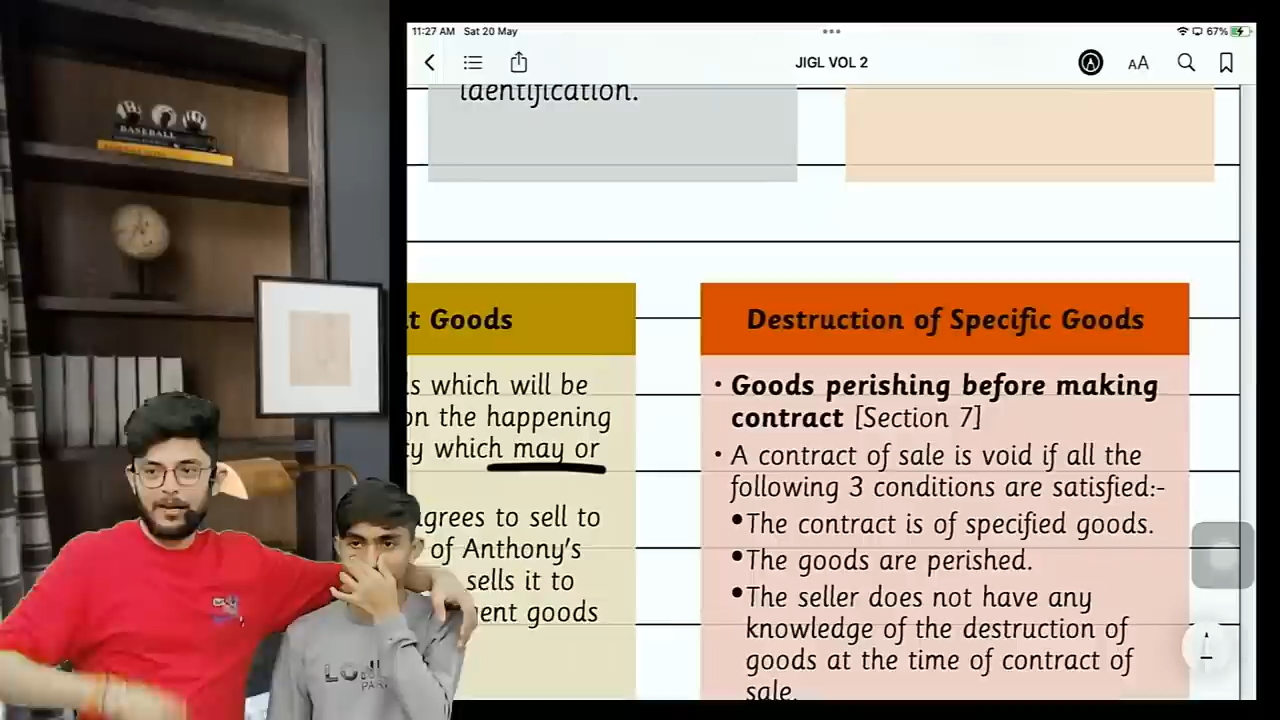 11:27 AM Sat 20 May
67%
JIGL VOL 2
AA
identification.
t Goods
s which will be
on the happening
y which may or
agrees to sell to
of Anthony's
sells it to
gent goods
Destruction of Specific Goods
• Goods perishing before making
contract [Section 7]
• A contract of sale is void if all the
following 3 conditions are satisfied:-
• The contract is of specified goods.
• The goods are perished.
• The seller does not have any
knowledge of the destruction of
goods at the time of contract of
sale.
BASEBALL